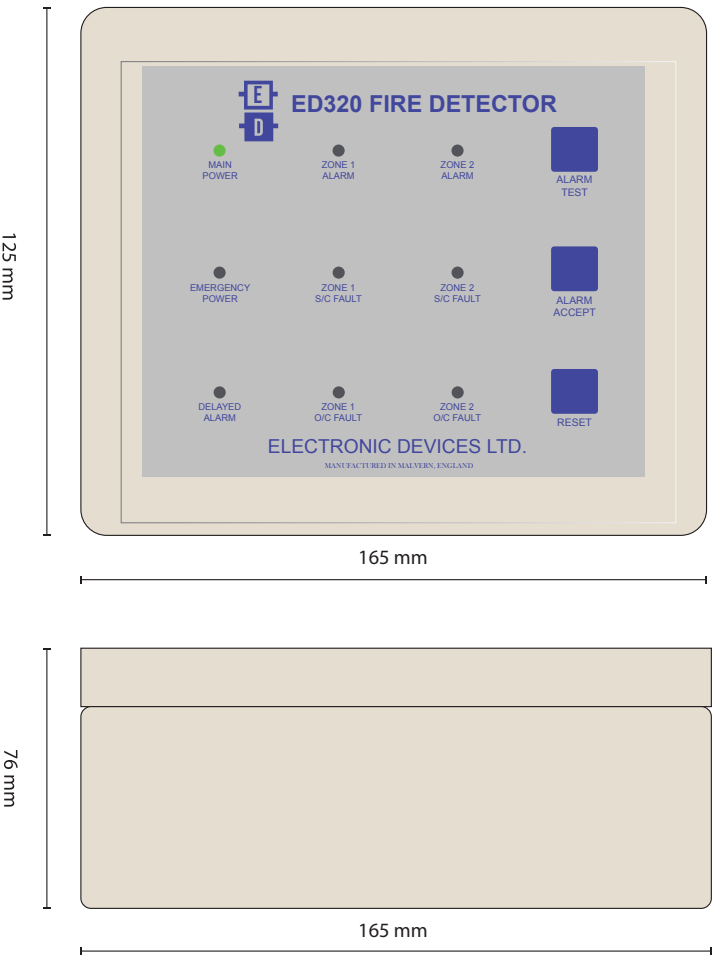 E
D
ED320 FIRE DETECTOR
MAIN
POWER
ZONE 1
ALARM
ZONE 2
ALARM
ALARM
TEST
EMERGENCY
POWER
ZONE 1
S/C FAULT
ZONE 2
S/C FAULT
ALARM
ACCEPT
DELAYED
ALARM
ZONE 1
O/C FAULT
ZONE 2
O/C FAULT
RESET
ELECTRONIC DEVICES LTD.
MANUFACTURED IN MALVERN, ENGLAND
125 mm
165 mm
76 mm
165 mm